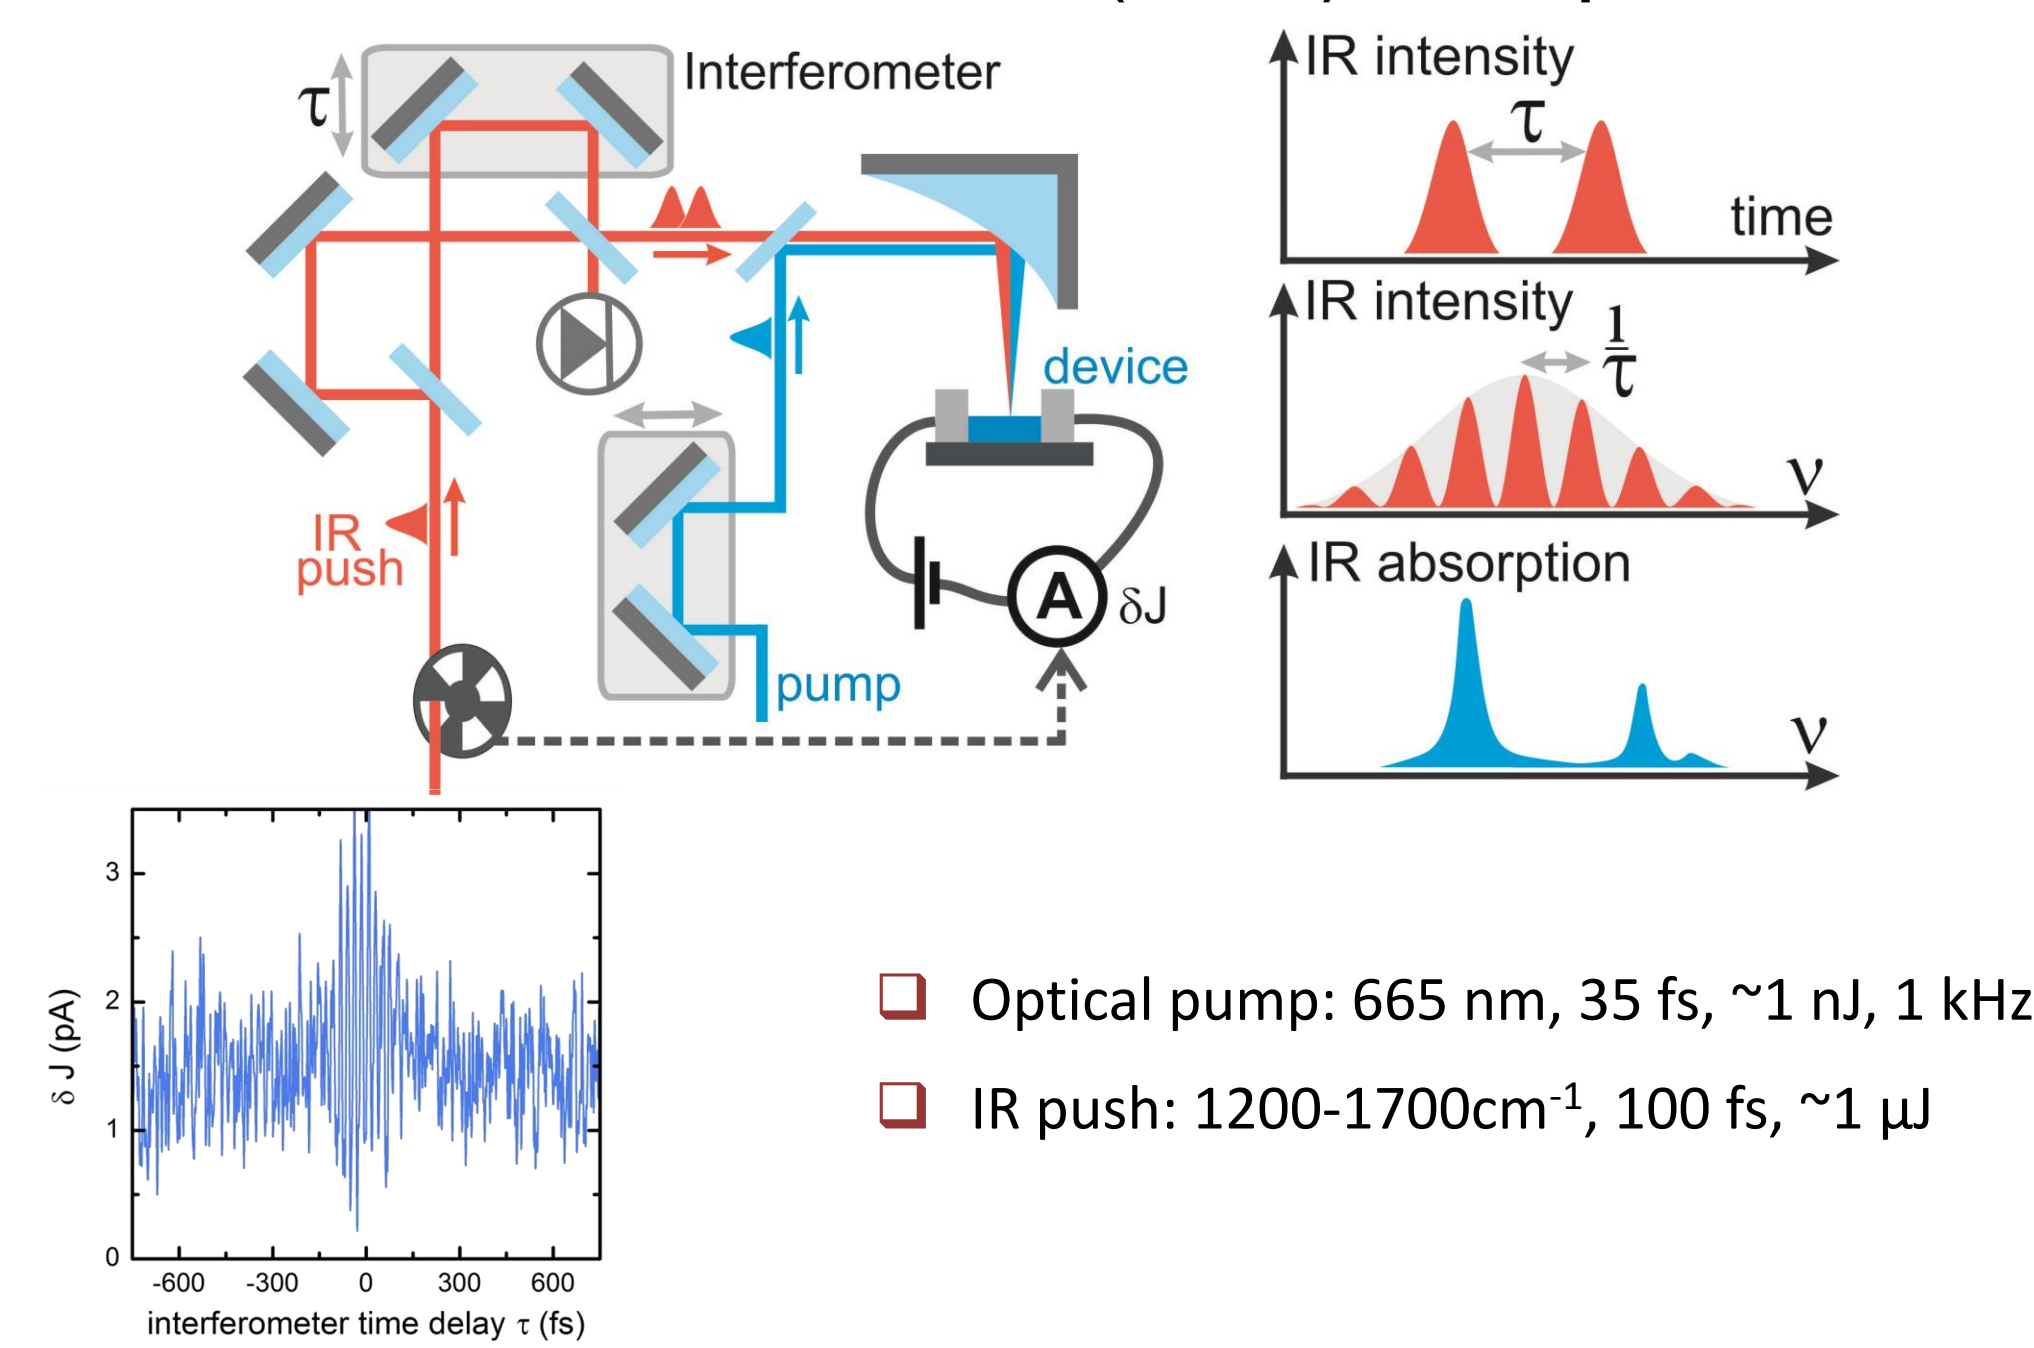 Interferometer
τ
IR
push
pump
device
A
δJ
IR intensity
τ
time
IR intensity
1
τ
ν
IR absorption
ν
3
2
1
0
δ J (pA)
-600 -300 0 300 600
interferometer time delay τ (fs)
Optical pump: 665 nm, 35 fs, ~1 nJ, 1 kHz
IR push: 1200-1700cm-1, 100 fs, ~1 µJ